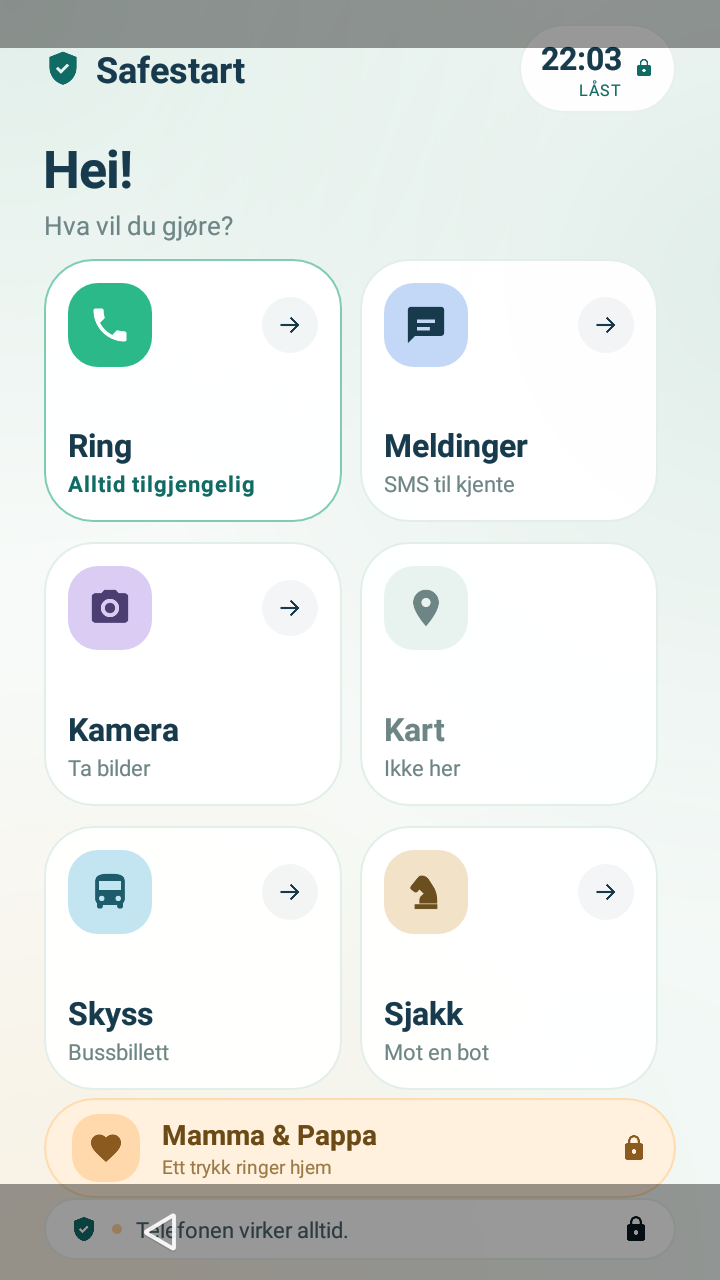 Safestart
22:03
LÅST
Hei!
Hva vil du gjøre?
Ring
Alltid tilgjengelig
Meldinger
SMS til kjente
Kamera
Ta bilder
Kart
Ikke her
Skyss
Bussbillett
Sjakk
Mot en bot
Mamma & Pappa
Ett trykk ringer hjem
Telefonen virker alltid.